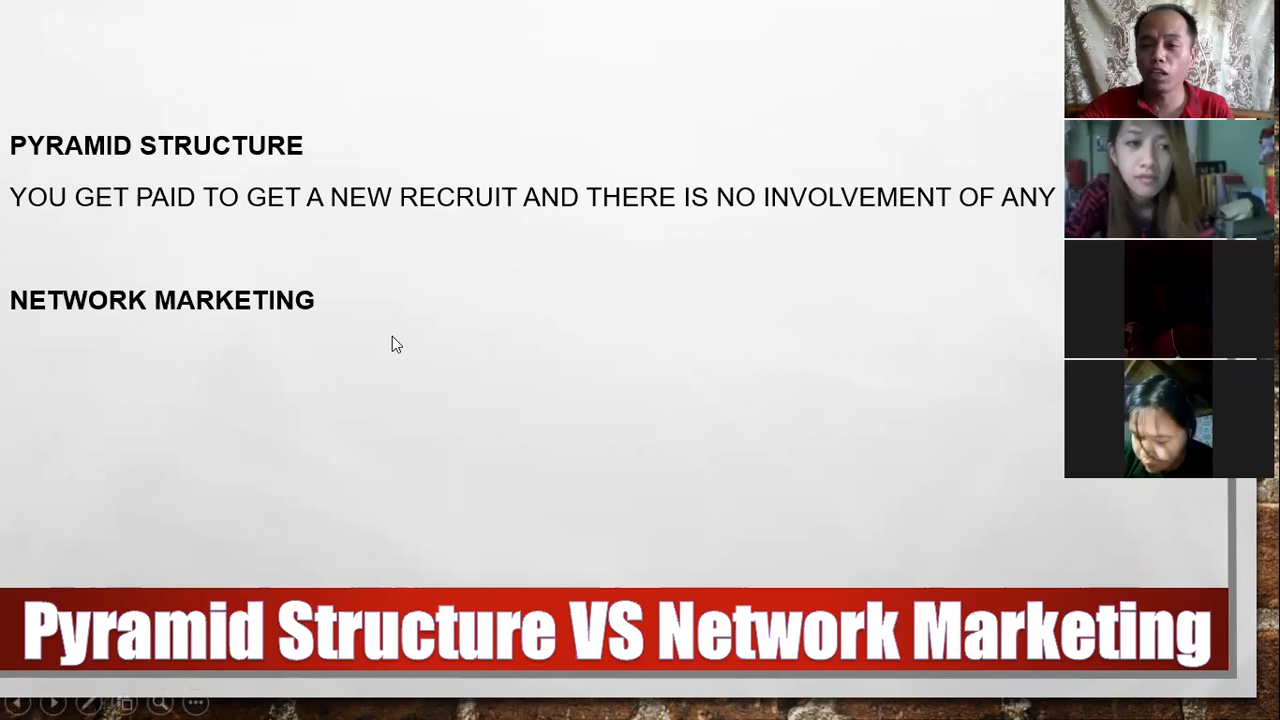 PYRAMID STRUCTURE
YOU GET PAID TO GET A NEW RECRUIT AND THERE IS NO INVOLVEMENT OF ANY
NETWORK MARKETING
Pyramid Structure VS Network Marketing